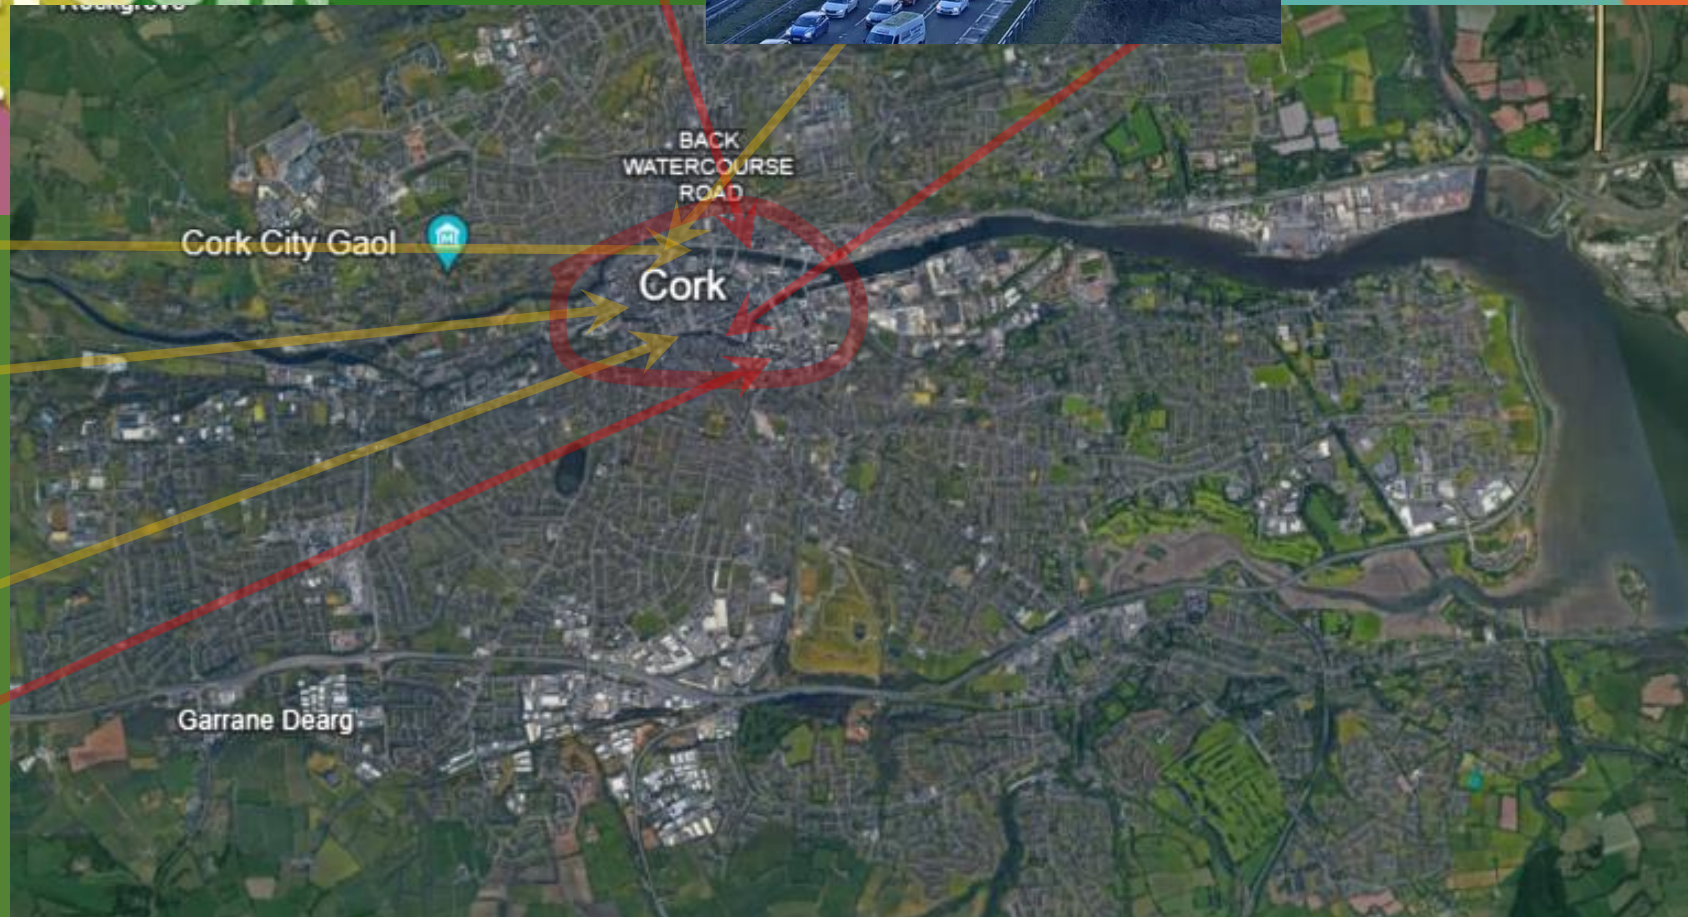 BACK
WATERCOURSE
ROAD
Cork City Gaol
Cork
Garrane Dearg